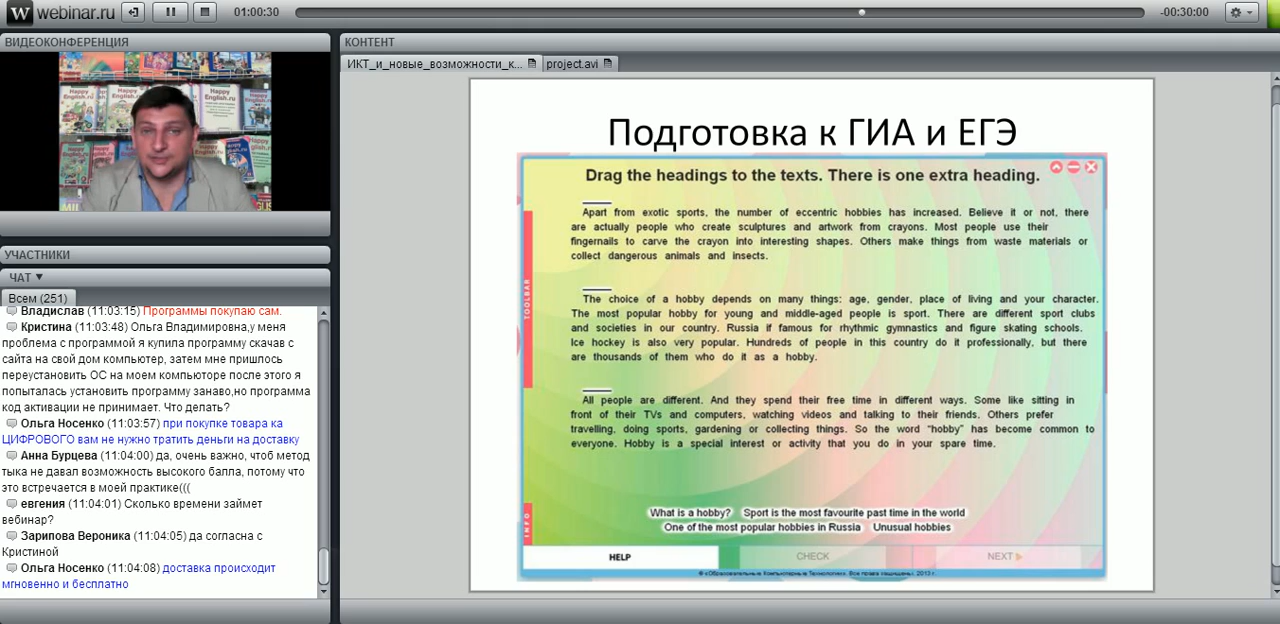 W webinar.ru
01:00:30
-00:30:00
ВИДЕОКОНФЕРЕНЦИЯ
Happy English.ru
Happy English.ru
Happy English.ru
УЧАСТНИКИ
ЧАТ ▼
Всем (251)
Владислав (11:03:15) Программы покупаю сам.
Кристина (11:03:48) Ольга Владимировна,у меня
проблема с программой я купила программу скачав с
сайта на свой дом компьютер, затем мне пришлось
переустановить ОС на моем компьюторе после этого я
попыталась установить программу занаво,но программа
код активации не принимает. Что делать?
Ольга Носенко (11:03:57) при покупке товара ка
ЦИФРОВОГО вам не нужно тратить деньги на доставку
Анна Бурцева (11:04:00) да, очень важно, чтоб метод
тыка не давал возможность высокого балла, потому что
это встречается в моей практике(((
евгения (11:04:01) Сколько времени займет
вебинар?
Зарипова Вероника (11:04:05) да согласна с
Кристиной
Ольга Носенко (11:04:08) доставка происходит
мгновенно и бесплатно
КОНТЕНТ
ИКТ_и_новые_возможности_к...
project.avi
Подготовка к ГИА и ЕГЭ
Drag the headings to the texts. There is one extra heading.
Apart from exotic sports, the number of eccentric hobbies has increased. Believe it or not, there
are actually people who create sculptures and artwork from crayons. Most people use their
fingernails to carve the crayon into interesting shapes. Others make things from waste materials or
collect dangerous animals and insects.
TOOLBAR
The choice of a hobby depends on many things: age, gender, place of living and your character.
The most popular hobby for young and middle-aged people is sport. There are different sport clubs
and societies in our country. Russia if famous for rhythmic gymnastics and figure skating schools.
Ice hockey is also very popular. Hundreds of people in this country do it professionally, but there
are thousands of them who do it as a hobby.
All people are different. And they spend their free time in different ways. Some like sitting in
front of their TVs and computers, watching videos and talking to their friends. Others prefer
travelling, doing sports, gardening or collecting things. So the word "hobby" has become common to
everyone. Hobby is a special interest or activity that you do in your spare time.
INFO
What is a hobby? Sport is the most favourite past time in the world
One of the most popular hobbies in Russia Unusual hobbies
HELP
CHECK
NEXT
© «Образовательные Компьютерные Технологии». Все права защищены, 2013 г.